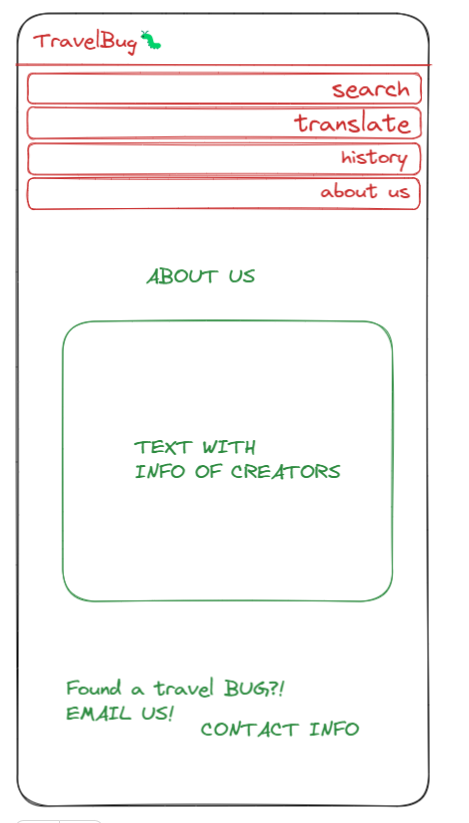 TravelBug
search
translate
history
about us
ABOUT US
TEXT WITH
INFO OF CREATORS
Found a travel BUG?!
EMAIL US!
CONTACT INFO